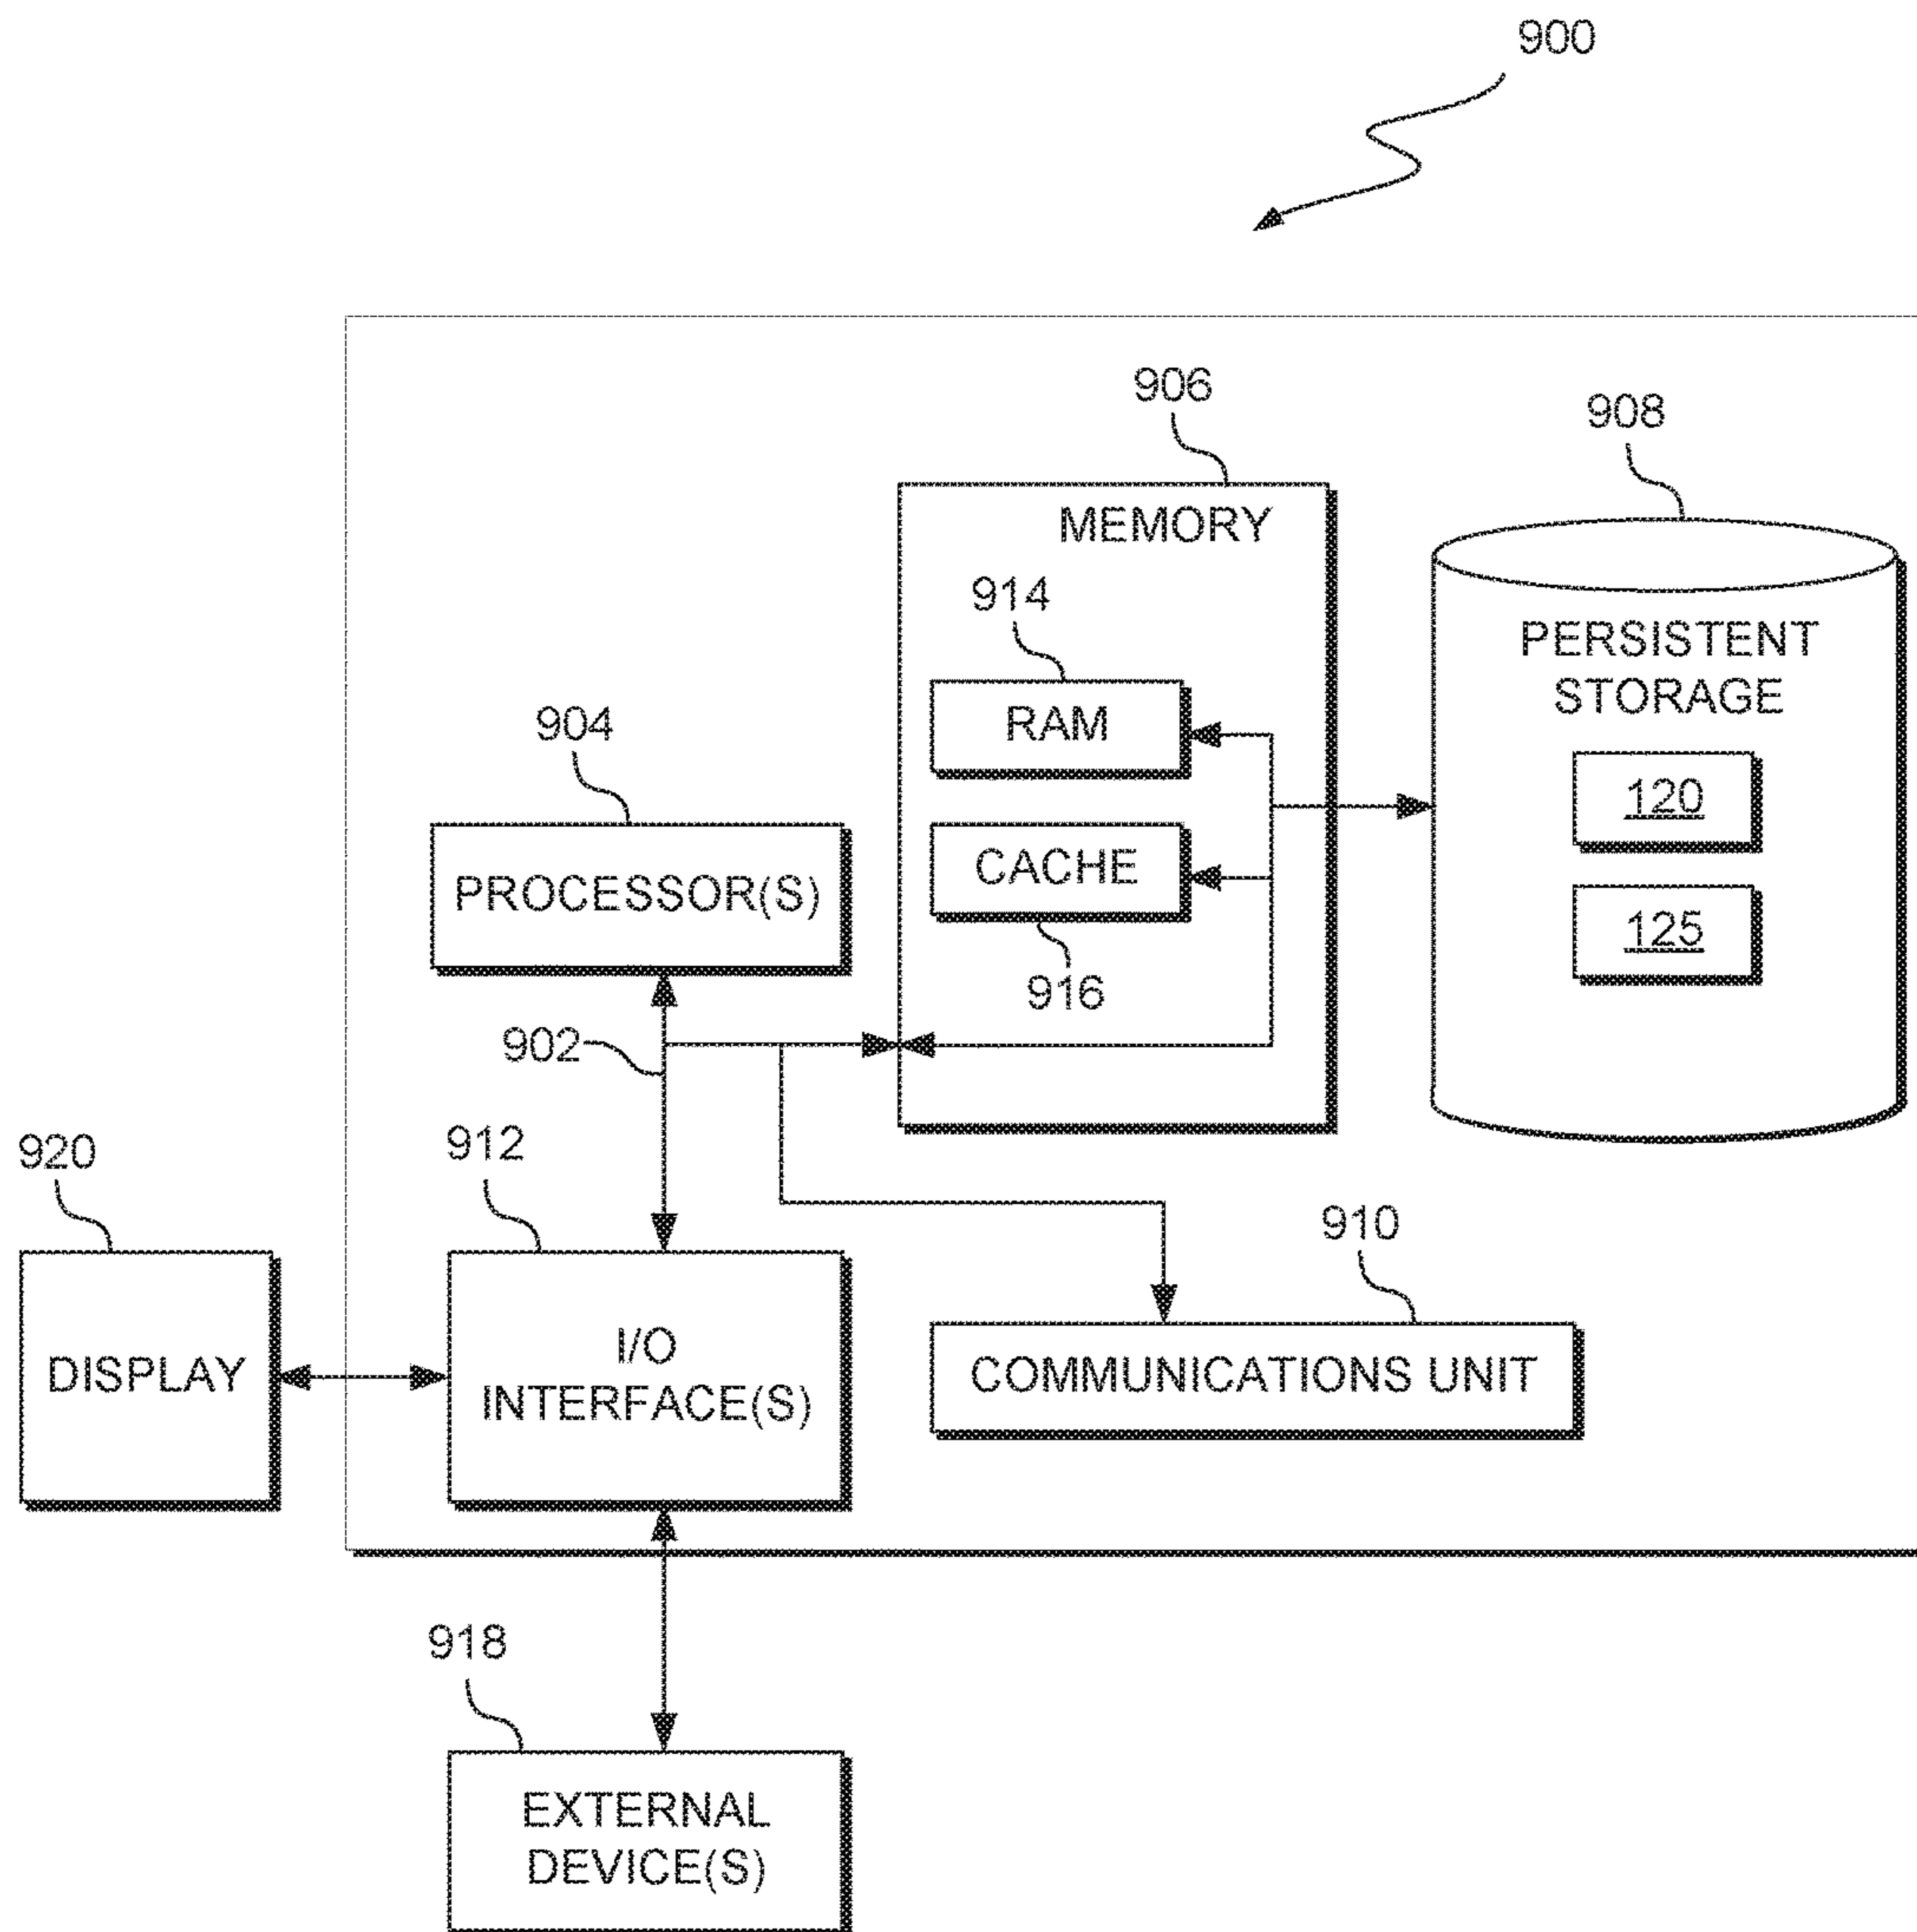 900
906
908
MEMORY
914
PERSISTENT
STORAGE
RAM
904
120
CACHE
PROCESSOR(S)
125
916
902
920
912
910
I/O
INTERFACE(S)
DISPLAY
COMMUNICATIONS UNIT
918
EXTERNAL
DEVICE(S)